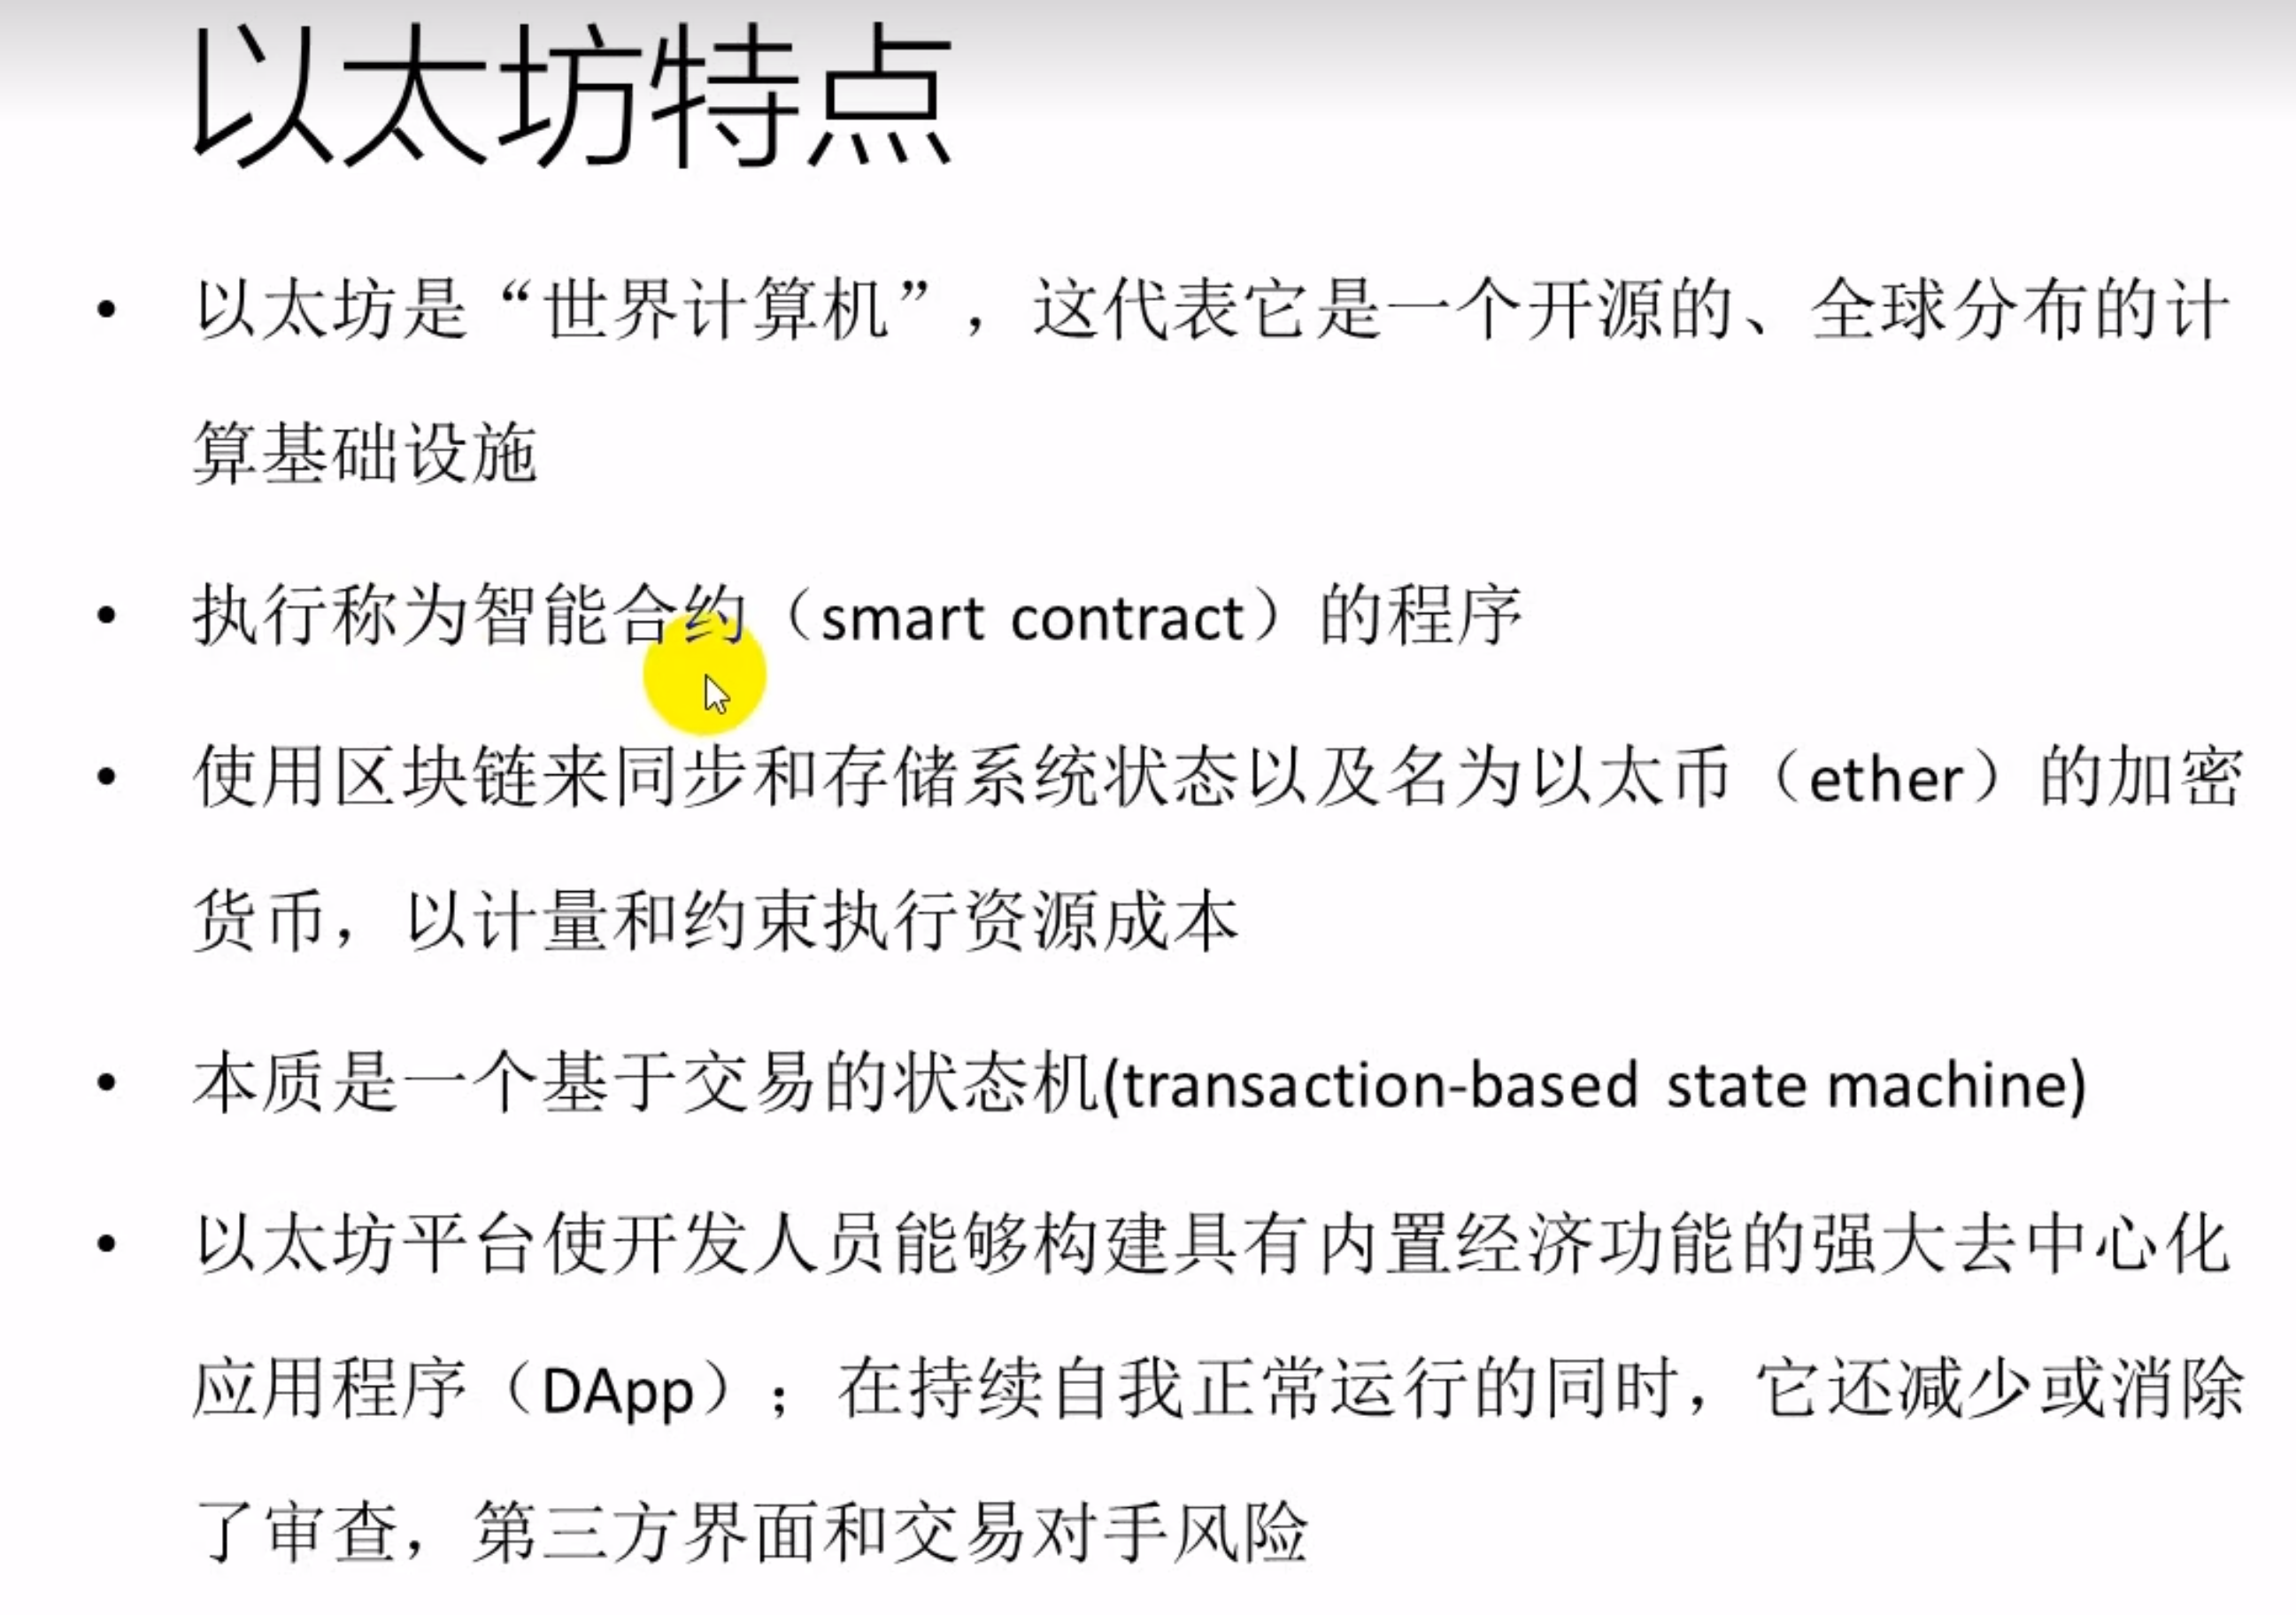 以太坊特点
• 以太坊是“世界计算机”，这代表它是一个开源的、全球分布的计
算基础设施
• 执行称为智能合约（smart contract）的程序
• 使用区块链来同步和存储系统状态以及名为以太币（ether）的加密
货币，以计量和约束执行资源成本
• 本质是一个基于交易的状态机(transaction-based state machine)
• 以太坊平台使开发人员能够构建具有内置经济功能的强大去中心化
应用程序（DApp）；在持续自我正常运行的同时，它还减少或消除
了审查，第三方界面和交易对手风险